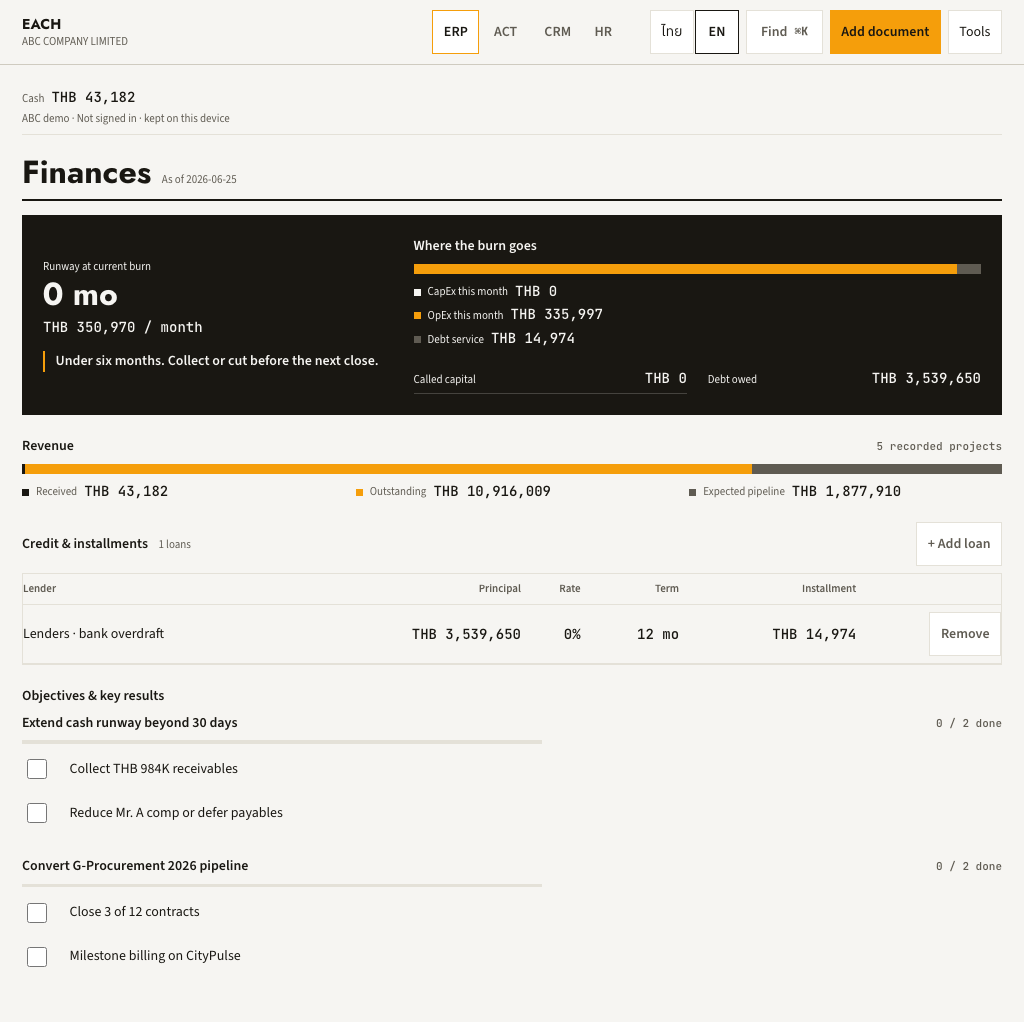 EACH
ABC COMPANY LIMITED
ERP ACT CRM HR ไทย EN Find ⌘K Add document Tools
Cash THB 43,182
ABC demo · Not signed in · kept on this device
Finances As of 2026-06-25
Runway at current burn
0 mo
THB 350,970 / month
Under six months. Collect or cut before the next close.
Where the burn goes
CapEx this month THB 0
OpEx this month THB 335,997
Debt service THB 14,974
Called capital THB 0 Debt owed THB 3,539,650
Revenue 5 recorded projects
Received THB 43,182 Outstanding THB 10,916,009 Expected pipeline THB 1,877,910
Credit & installments 1 loans + Add loan
Lender Principal Rate Term Installment
Lenders · bank overdraft THB 3,539,650 0% 12 mo THB 14,974 Remove
Objectives & key results
Extend cash runway beyond 30 days 0 / 2 done
Collect THB 984K receivables
Reduce Mr. A comp or defer payables
Convert G-Procurement 2026 pipeline 0 / 2 done
Close 3 of 12 contracts
Milestone billing on CityPulse